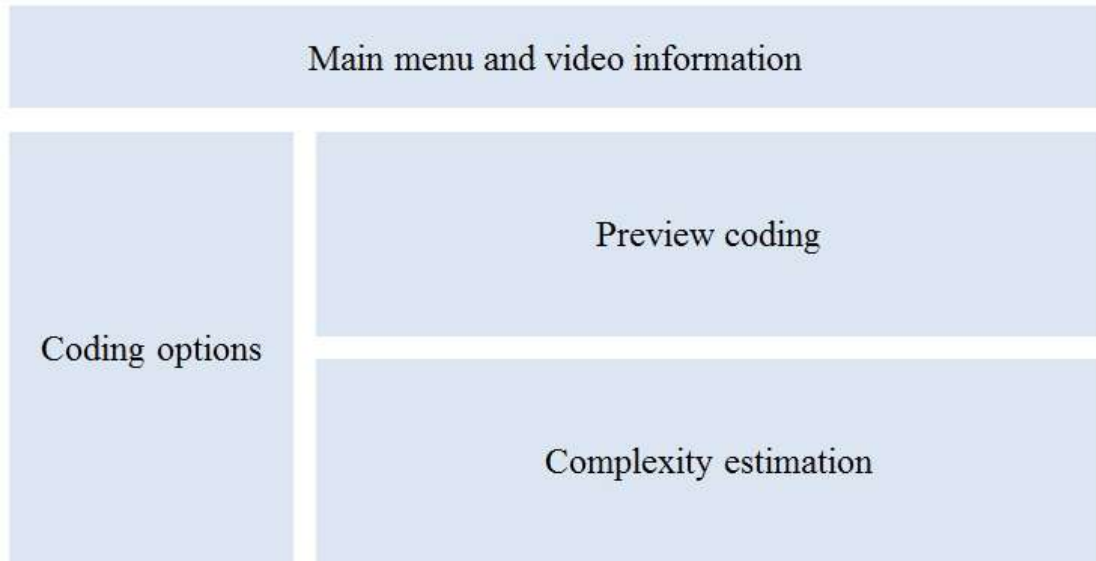 Main menu and video information
Preview coding
Coding options
Complexity estimation